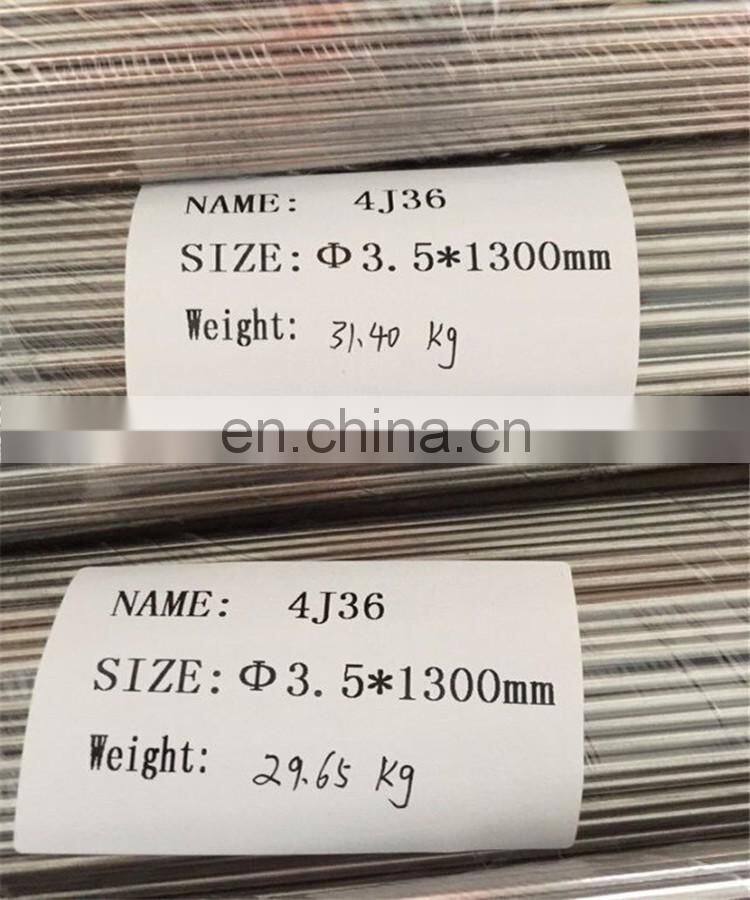 NAME: 4J36
SIZE: Φ3.5*1300mm
Weight: 31.40 kg
en.china.cn
NAME: 4J36
SIZE: Φ3.5*1300mm
Weight: 29.65 kg